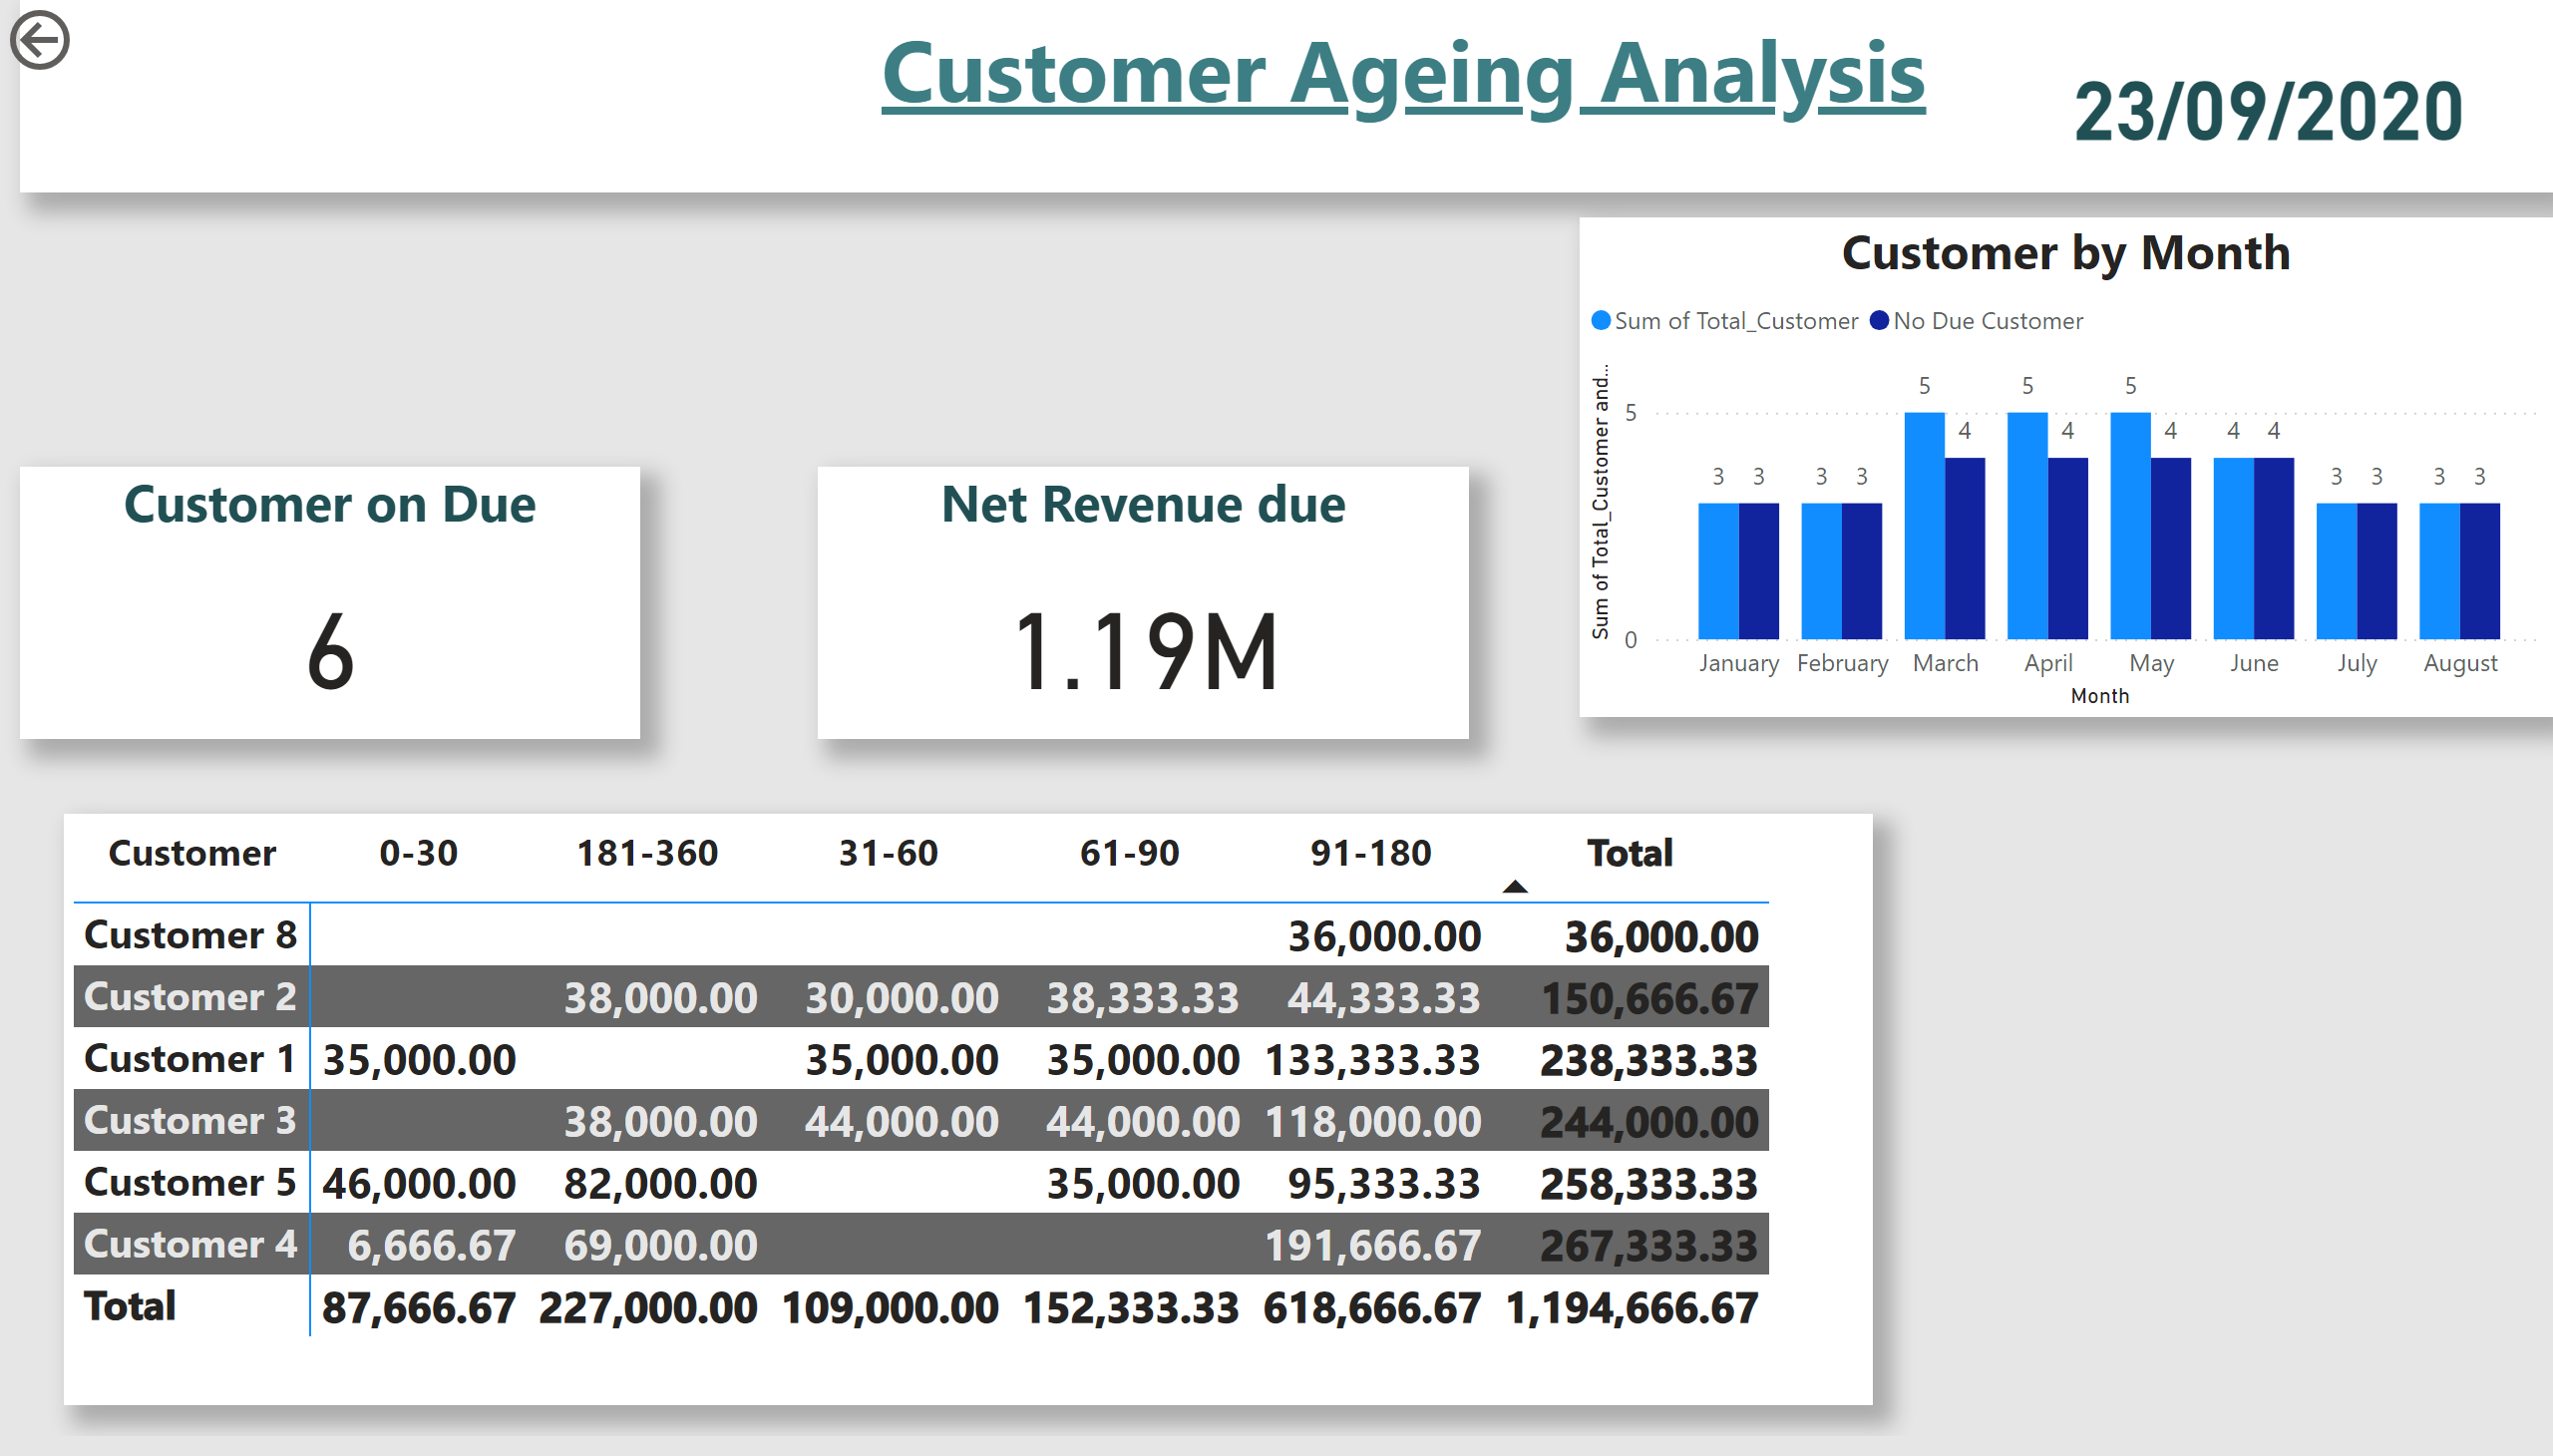 Customer Ageing Analysis
23/09/2020
Customer by Month
Sum of Total_Customer No Due Customer
Sum of Total_Customer and...
5
0
3 3 3 3 5 4 5 4 5 4 4 4 3 3 3 3
January February March April May June July August
Month
Customer on Due
6
Net Revenue due
1.19M
Customer 0-30 181-360 31-60 61-90 91-180 Total
Customer 8 36,000.00 36,000.00
Customer 2 38,000.00 30,000.00 38,333.33 44,333.33 150,666.67
Customer 1 35,000.00 35,000.00 35,000.00 133,333.33 238,333.33
Customer 3 38,000.00 44,000.00 44,000.00 118,000.00 244,000.00
Customer 5 46,000.00 82,000.00 35,000.00 95,333.33 258,333.33
Customer 4 6,666.67 69,000.00 191,666.67 267,333.33
Total 87,666.67 227,000.00 109,000.00 152,333.33 618,666.67 1,194,666.67